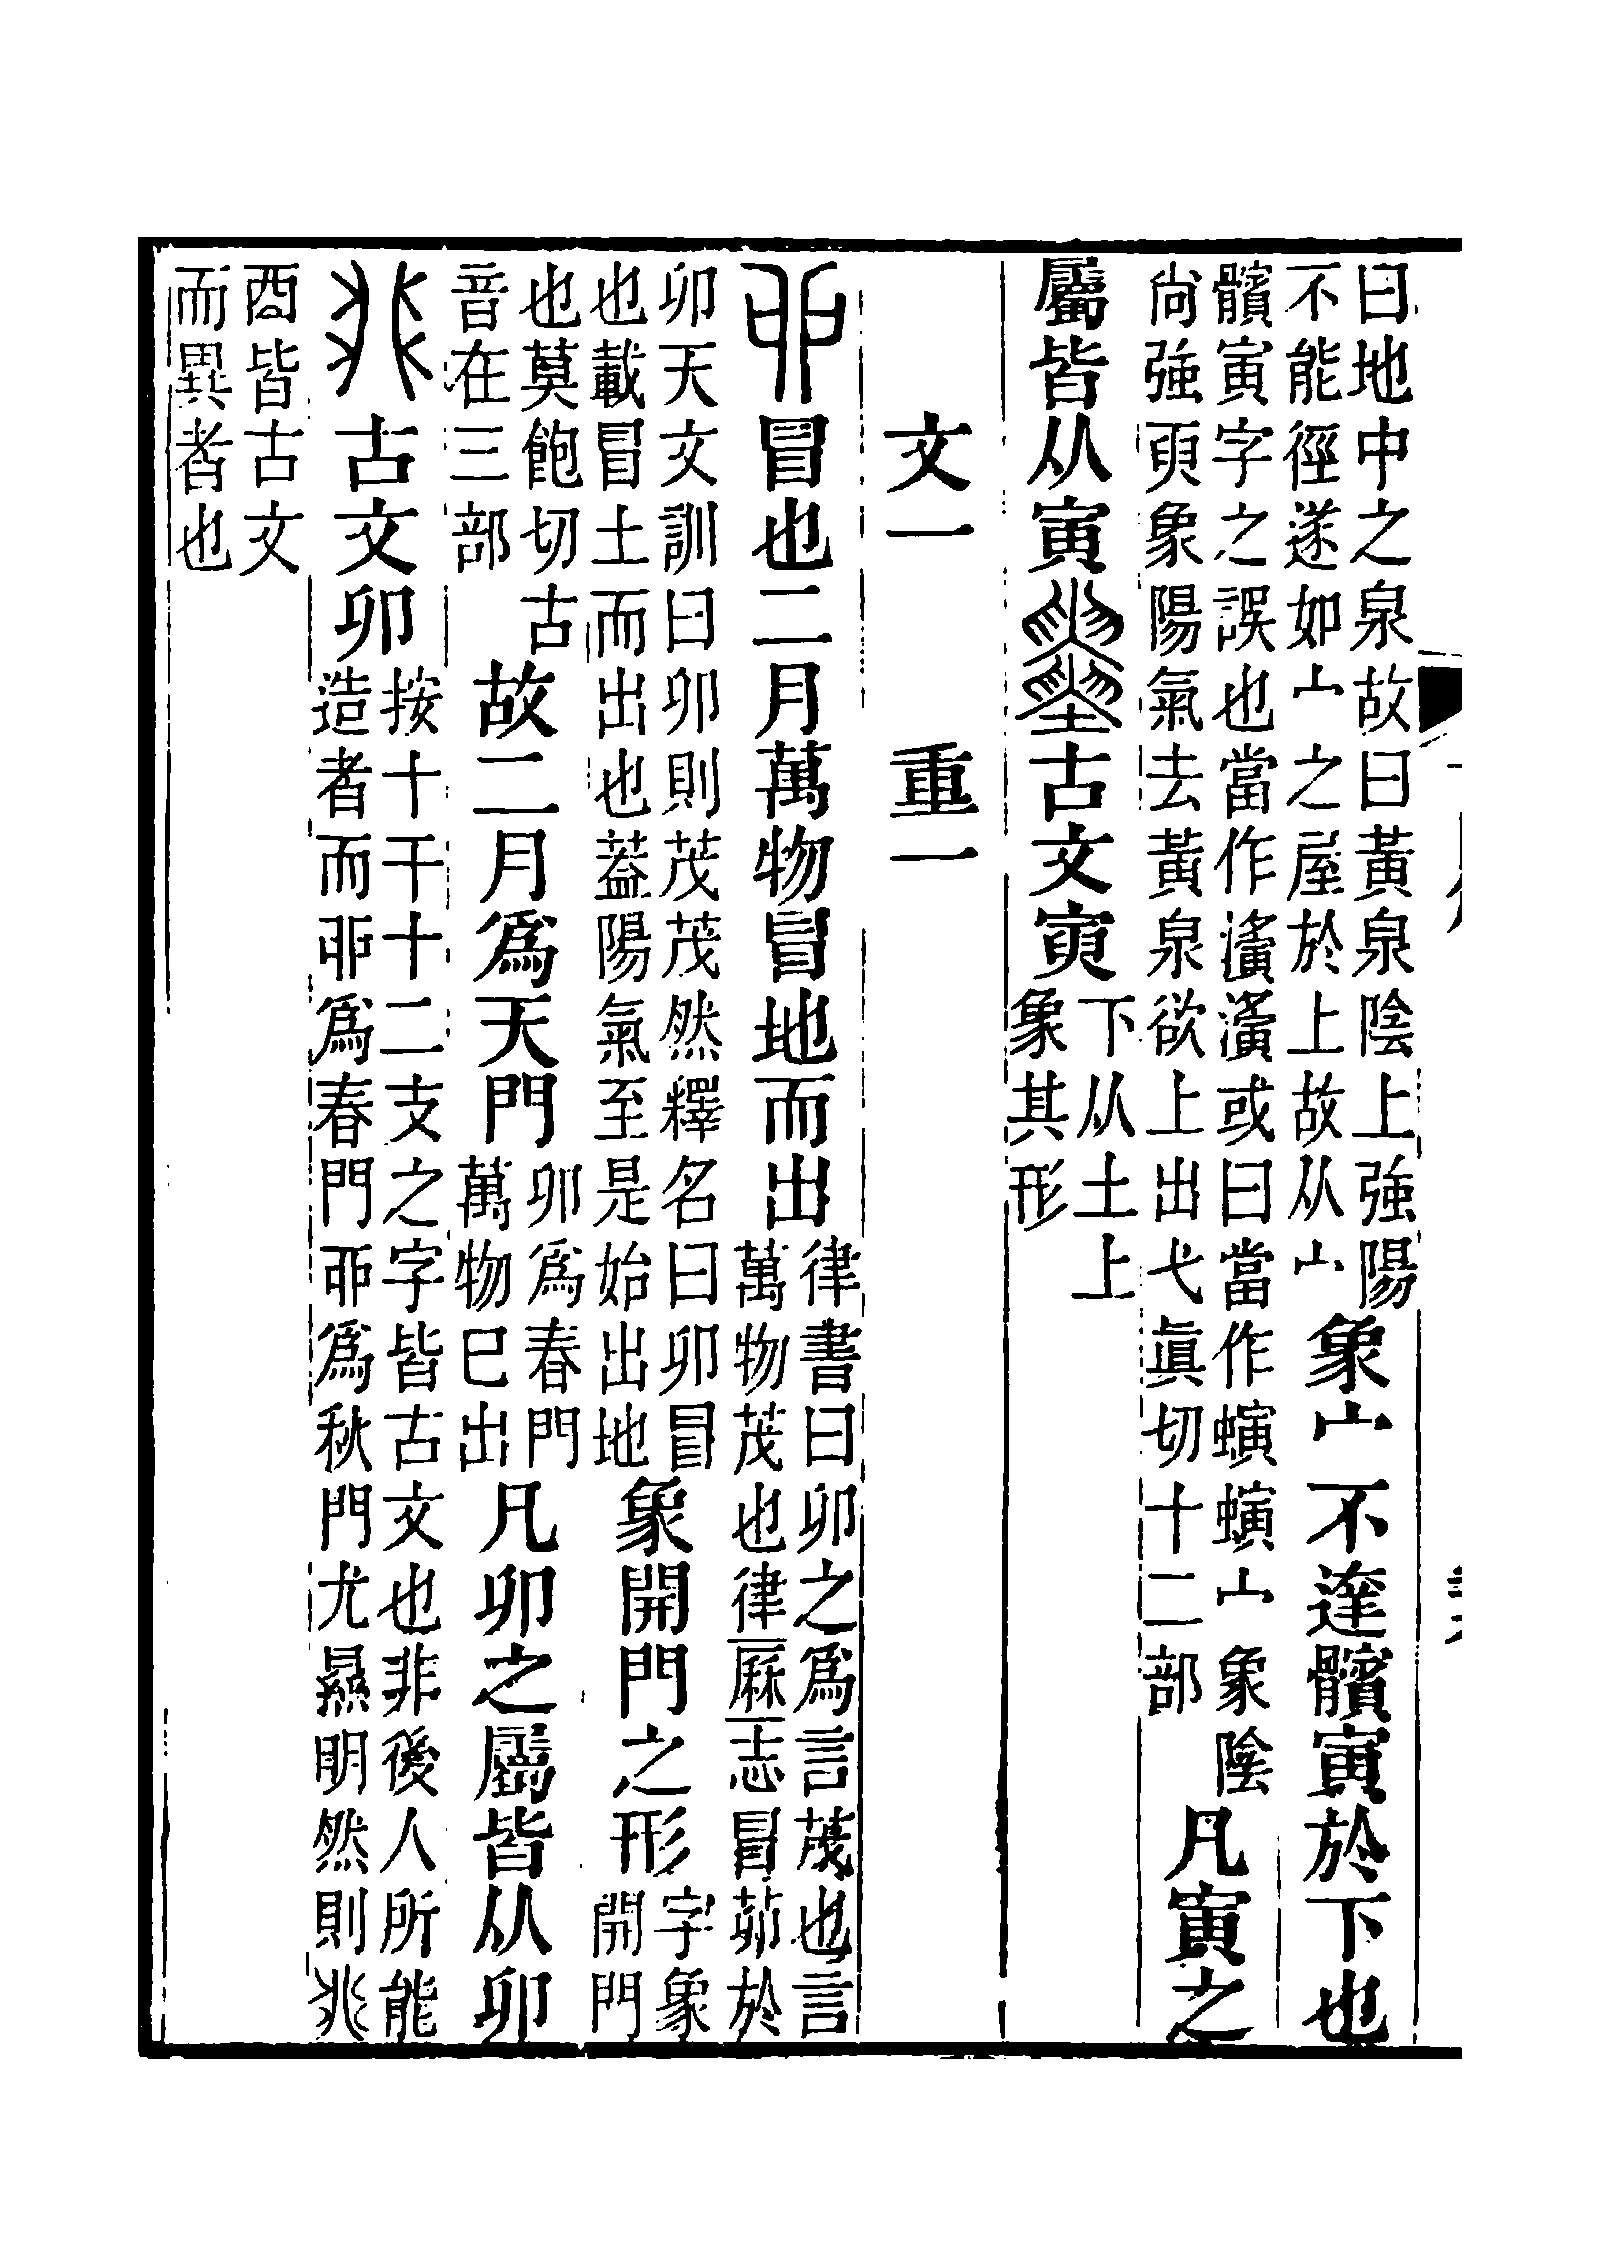 曰地中之泉故曰黃泉陰上強陽
不能徑遂如宀之屋於上故从宀
象宀不達髕寅於下也
髕寅字之誤也當作濥濥或曰當作螾螾宀象陰
尙強象陽氣去黃泉欲上出弋眞切十二部
凡寅之
屬皆从寅
古文寅
下从土上
象其形
文一 重一
冒也二月萬物冒地而出
律書曰卯之爲言茂也言
萬物茂也律厤志冒茆於
卯天文訓曰卯則茂茂然釋名曰卯冒
也載冒土而出也葢陽氣至是始出地
象開門之形
字象
開門
也莫飽切古
音在三部
故二月爲天門
卯爲春門
萬物巳出
凡卯之屬皆从卯
古文卯
按十干十二支之字皆古文也非後人所能
造者而丣爲春門丣爲秋門尤㬎明然則
酉皆古文
而異者也